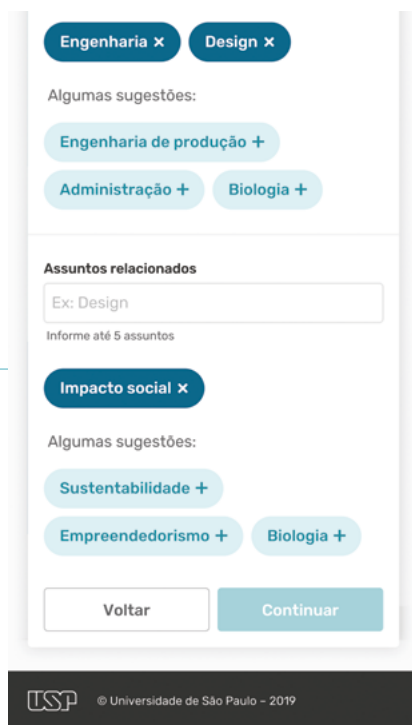 Engenharia × Design ×
Algumas sugestões:
Engenharia de produção +
Administração + Biologia +
Assuntos relacionados
Ex: Design
Informe até 5 assuntos
Impacto social ×
Algumas sugestões:
Sustentabilidade +
Empreendedorismo + Biologia +
Voltar Continuar
USP © Universidade de São Paulo – 2019